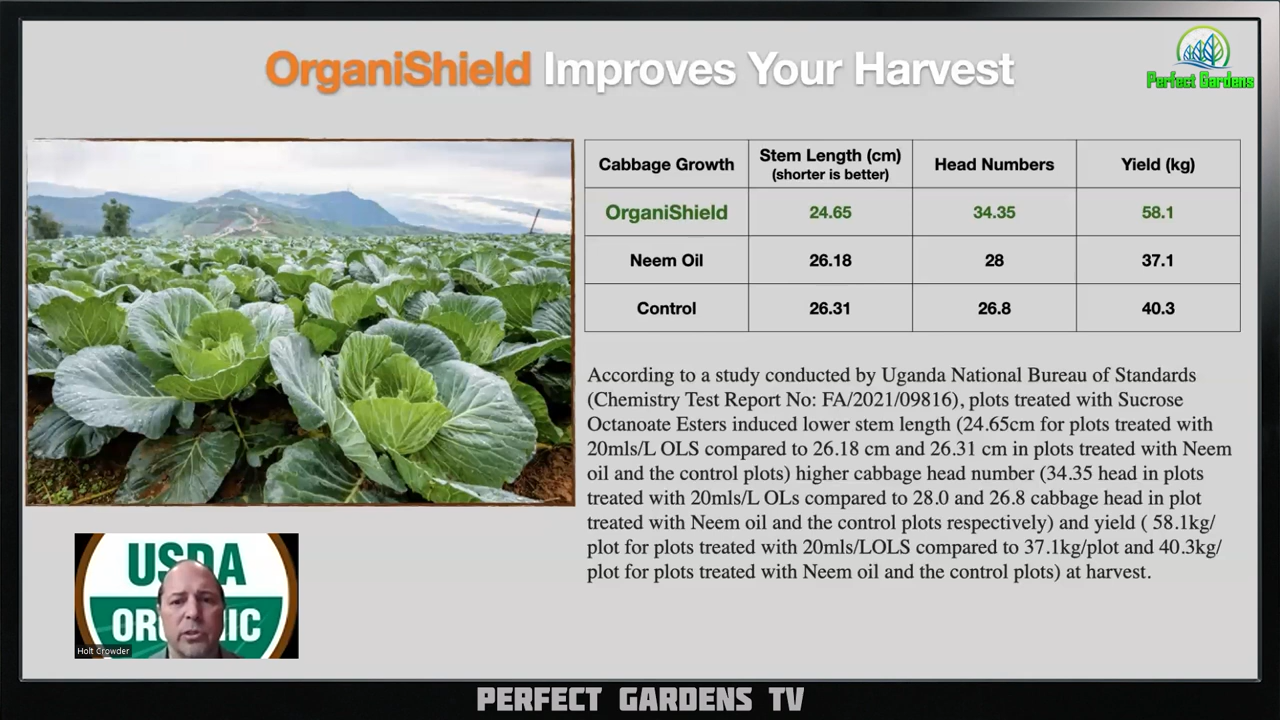 OrganiShield Improves Your Harvest
Perfect Gardens
Cabbage Growth
Stem Length (cm)
(shorter is better)
Head Numbers
Yield (kg)
OrganiShield
24.65
34.35
58.1
Neem Oil
26.18
28
37.1
Control
26.31
26.8
40.3
According to a study conducted by Uganda National Bureau of Standards
(Chemistry Test Report No: FA/2021/09816), plots treated with Sucrose
Octanoate Esters induced lower stem length (24.65cm for plots treated with
20mls/L OLS compared to 26.18 cm and 26.31 cm in plots treated with Neem
oil and the control plots) higher cabbage head number (34.35 head in plots
treated with 20mls/L OLs compared to 28.0 and 26.8 cabbage head in plot
treated with Neem oil and the control plots respectively) and yield ( 58.1kg/
plot for plots treated with 20mls/LOLS compared to 37.1kg/plot and 40.3kg/
plot for plots treated with Neem oil and the control plots) at harvest.
USDA
Holt Crowder
PERFECT GARDENS TV